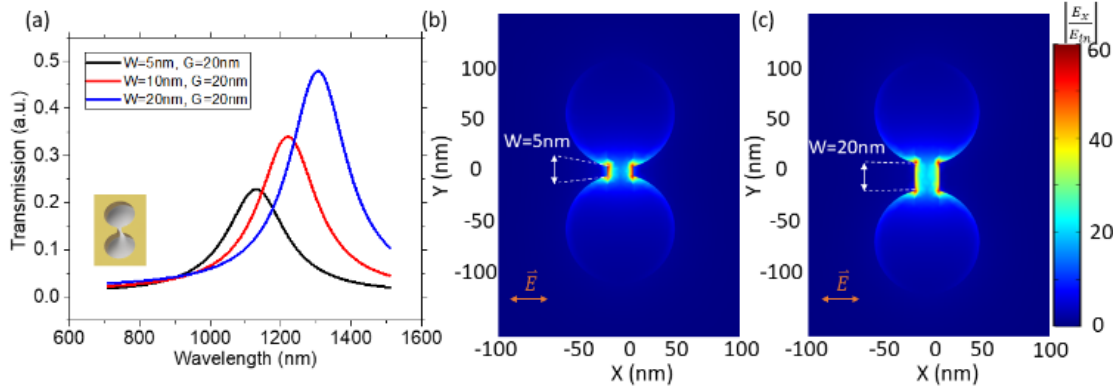 (a)
W=5nm, G=20nm
W=10nm, G=20nm
W=20nm, G=20nm
Transmission (a.u.)
0.5
0.4
0.3
0.2
0.1
0.0
600 800 1000 1200 1400 1600
Wavelength (nm)
(b)
W=5nm
Y (nm)
100
50
0
-50
-100
E
-100 -50 0 100
X (nm)
(c)
W=20nm
Y (nm)
100
50
0
-50
-100
E
-100 -50 0 100
X (nm)
|Ex/Ein|
60
40
20
0